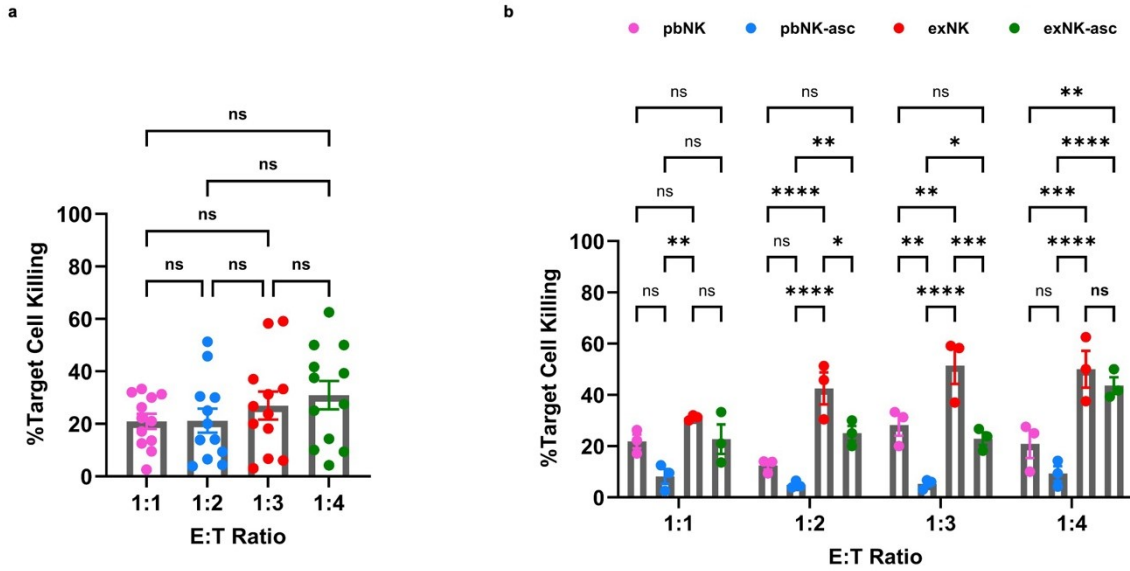 a
ns
ns
ns
ns
ns
ns
%Target Cell Killing
100
80
60
40
20
0
1:1
1:2
1:3
1:4
E:T Ratio
b
pbNK
pbNK-asc
exNK
exNK-asc
ns
ns
ns
**
ns
**
*
****
ns
****
**
***
**
ns
*
**
***
****
ns
ns
****
****
ns
ns
%Target Cell Killing
100
80
60
40
20
0
1:1
1:2
1:3
1:4
E:T Ratio